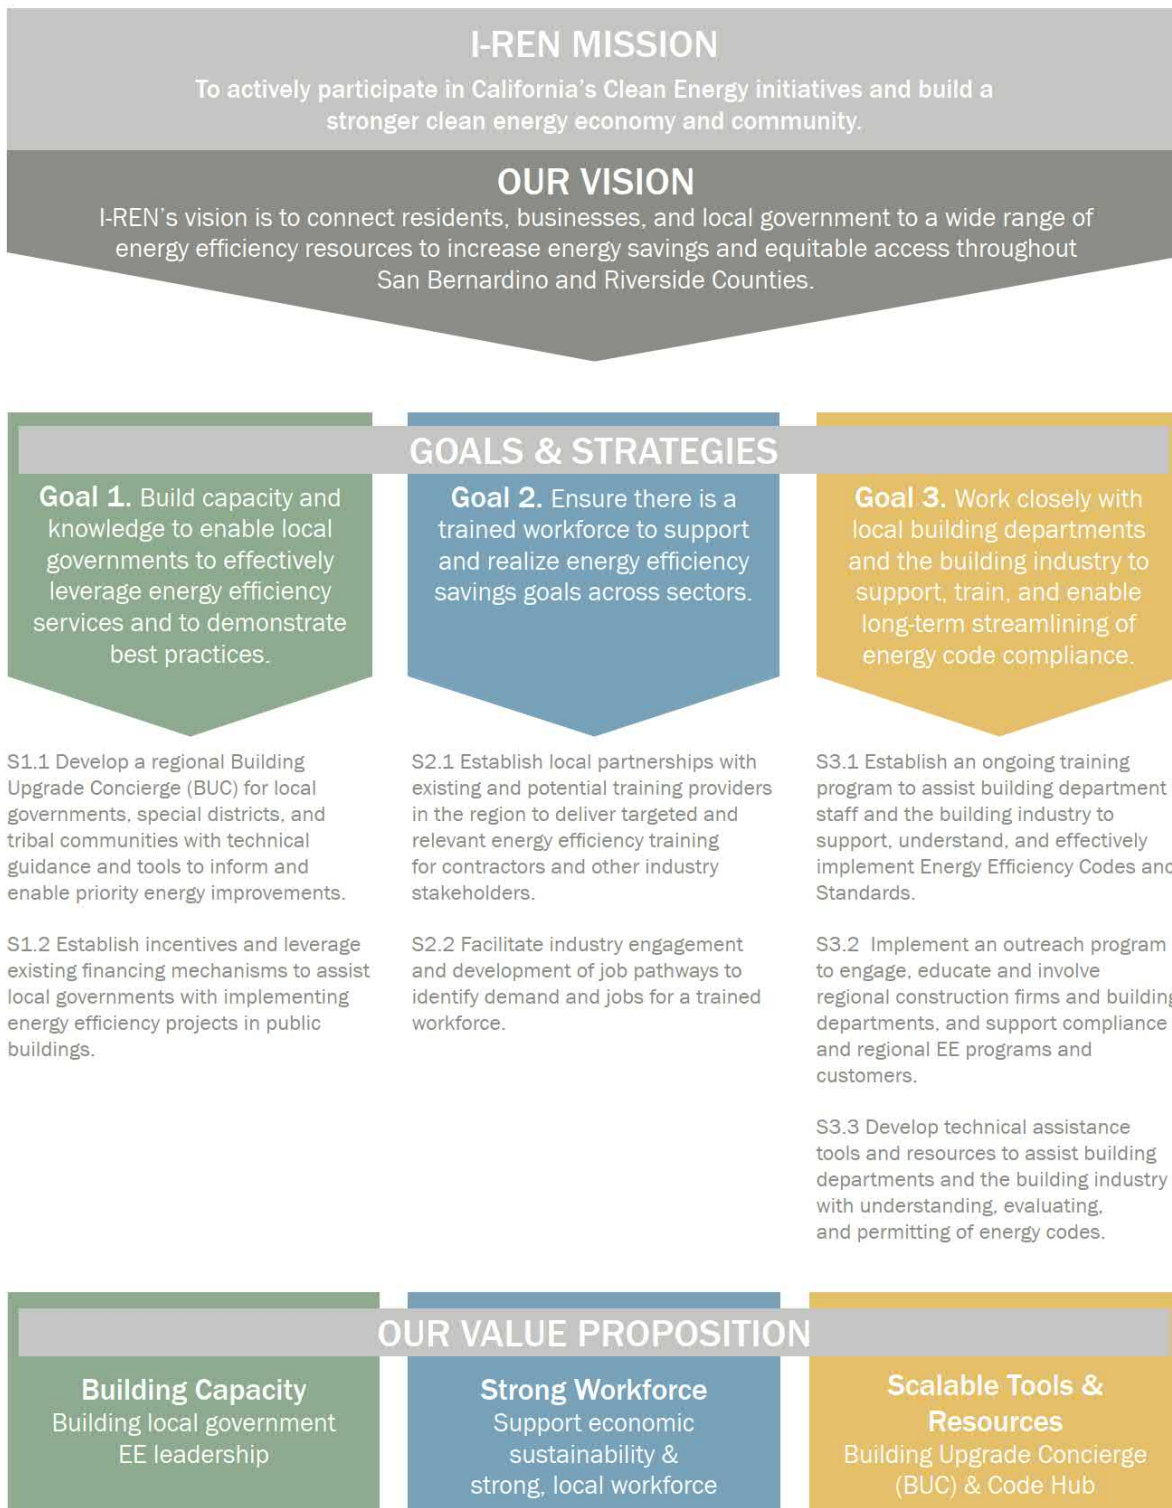 I-REN MISSION
To actively participate in California's Clean Energy initiatives and build a
stronger clean energy economy and community.
OUR VISION
I-REN's vision is to connect residents, businesses, and local government to a wide range of
energy efficiency resources to increase energy savings and equitable access throughout
San Bernardino and Riverside Counties.
GOALS & STRATEGIES
Goal 1. Build capacity and
knowledge to enable local
governments to effectively
leverage energy efficiency
services and to demonstrate
best practices.
S1.1 Develop a regional Building
Upgrade Concierge (BUC) for local
governments, special districts, and
tribal communities with technical
guidance and tools to inform and
enable priority energy improvements.
S1.2 Establish incentives and leverage
existing financing mechanisms to assist
local governments with implementing
energy efficiency projects in public
buildings.
Goal 2. Ensure there is a
trained workforce to support
and realize energy efficiency
savings goals across sectors.
S2.1 Establish local partnerships with
existing and potential training providers
in the region to deliver targeted and
relevant energy efficiency training
for contractors and other industry
stakeholders.
S2.2 Facilitate industry engagement
and development of job pathways to
identify demand and jobs for a trained
workforce.
Goal 3. Work closely with
local building departments
and the building industry to
support, train, and enable
long-term streamlining of
energy code compliance.
S3.1 Establish an ongoing training
program to assist building department
staff and the building industry to
support, understand, and effectively
implement Energy Efficiency Codes and
Standards.
S3.2 Implement an outreach program
to engage, educate and involve
regional construction firms and building
departments, and support compliance
and regional EE programs and
customers.
S3.3 Develop technical assistance
tools and resources to assist building
departments and the building industry
with understanding, evaluating,
and permitting of energy codes.
OUR VALUE PROPOSITION
Building Capacity
Building local government
EE leadership
Strong Workforce
Support economic
sustainability &
strong, local workforce
Scalable Tools &
Resources
Building Upgrade Concierge
(BUC) & Code Hub